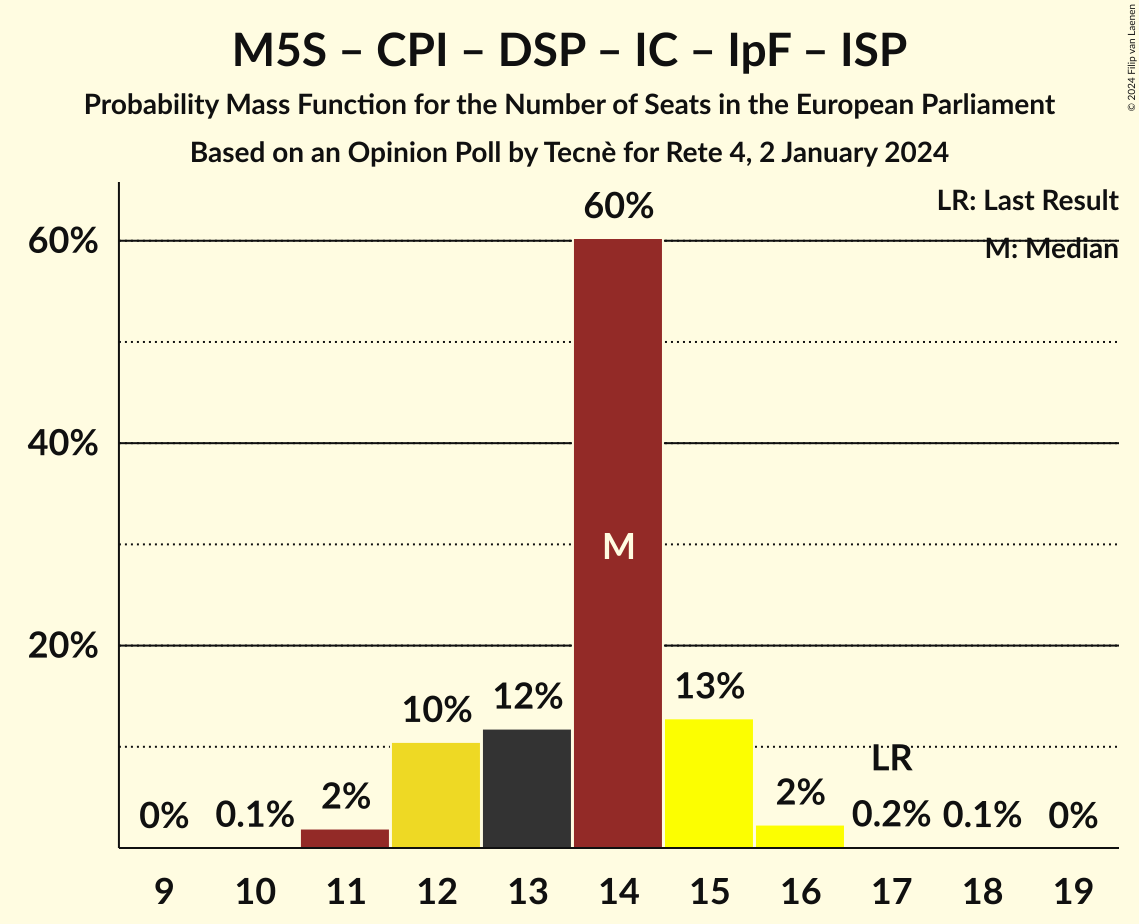 M5S – CPI – DSP – IC – IpF – ISP
Probability Mass Function for the Number of Seats in the European Parliament
Based on an Opinion Poll by Tecnè for Rete 4, 2 January 2024
© 2024 Filip van Laenen
LR: Last Result
M: Median
60%
40%
20%
0%
0.1%
2%
10%
12%
60%
M
13%
2%
LR
0.2%
0.1%
0%
9 10 11 12 13 14 15 16 17 18 19